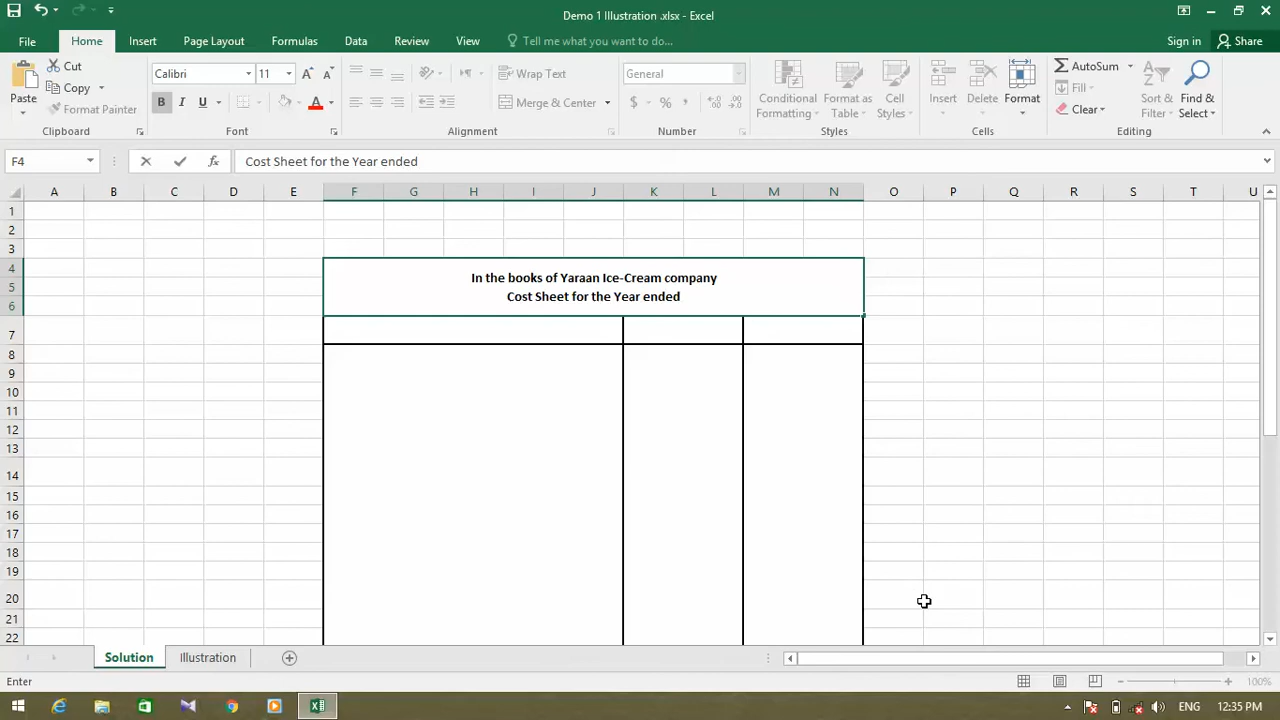 Demo 1 Illustration .xlsx - Excel
File Home Insert Page Layout Formulas Data Review View Tell me what you want to do... Sign in Share
Paste
Cut
Copy
Format Painter
Clipboard
Calibri 11
B I U
Font
Wrap Text
Merge & Center
Alignment
General
$ % ,
Number
Conditional Formatting
Format as Table
Cell Styles
Styles
Insert Delete Format
Cells
AutoSum
Fill
Clear
Sort & Filter
Find & Select
Editing
F4 fx Cost Sheet for the Year ended
A B C D E F G H I J K L M N O P Q R S T U
1
2
3
4
In the books of Yaraan Ice-Cream company
5
Cost Sheet for the Year ended
6
7
8
9
10
11
12
13
14
15
16
17
18
19
20
21
22
Solution Illustration
Enter 100%
ENG 12:35 PM